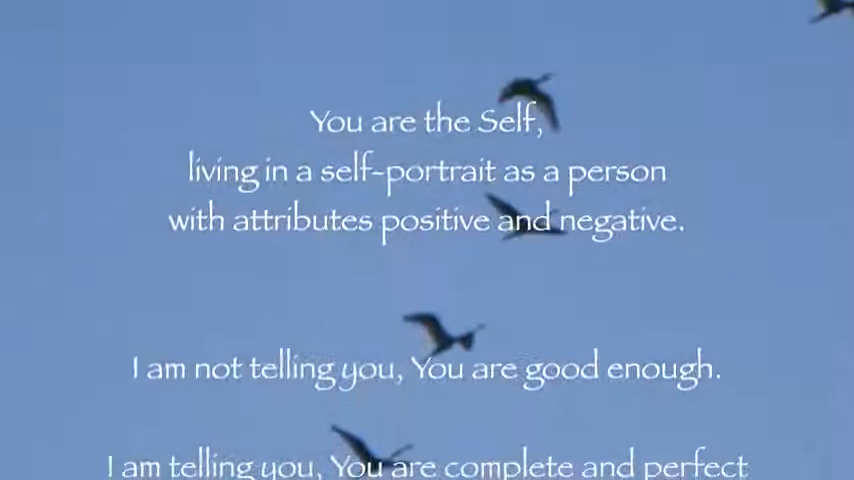 You are the Self,
living in a self-portrait as a person
with attributes positive and negative.
I am not telling you, You are good enough.
I am telling you, You are complete and perfect